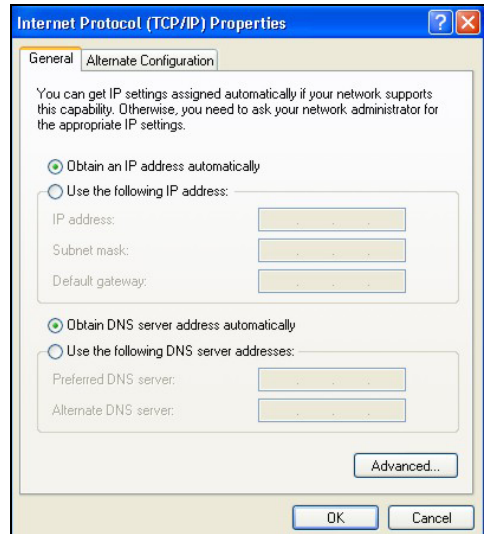 Internet Protocol (TCP/IP) Properties
General
Alternate Configuration
You can get IP settings assigned automatically if your network supports
this capability. Otherwise, you need to ask your network administrator for
the appropriate IP settings.
Obtain an IP address automatically
Use the following IP address:
IP address:
Subnet mask:
Default gateway:
Obtain DNS server address automatically
Use the following DNS server addresses:
Preferred DNS server:
Alternate DNS server:
Advanced...
OK
Cancel